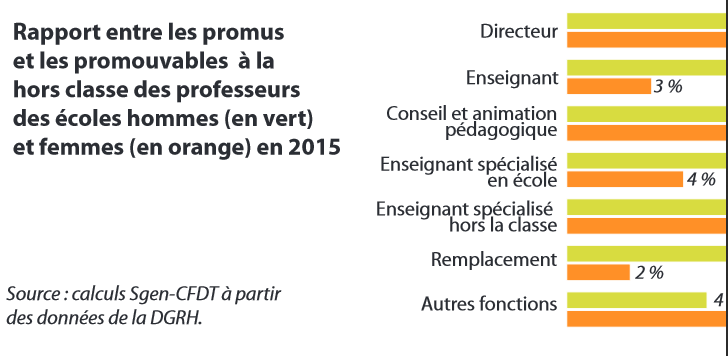 Rapport entre les promus
et les promouvables à la
hors classe des professeurs
des écoles hommes (en vert)
et femmes (en orange) en 2015
Directeur
Enseignant
3 %
Conseil et animation
pédagogique
Enseignant spécialisé
en école
4 %
Enseignant spécialisé
hors la classe
Remplacement
2 %
Autres fonctions
4
Source : calculs Sgen-CFDT à partir
des données de la DGRH.